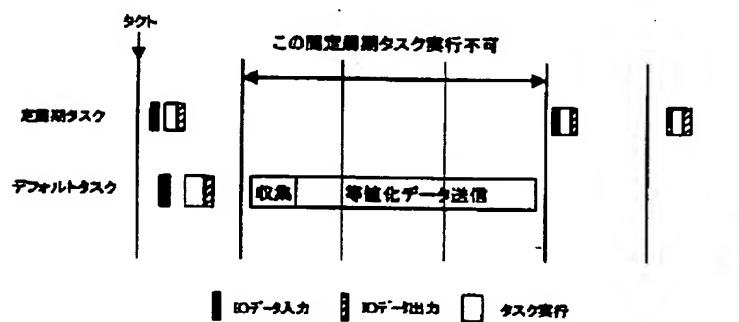 タクト
この間定周期タスク実行不可
定周期タスク
デフォルトタスク
収集
等値化データ送信
IOデータ入力
IOデータ出力
タスク実行